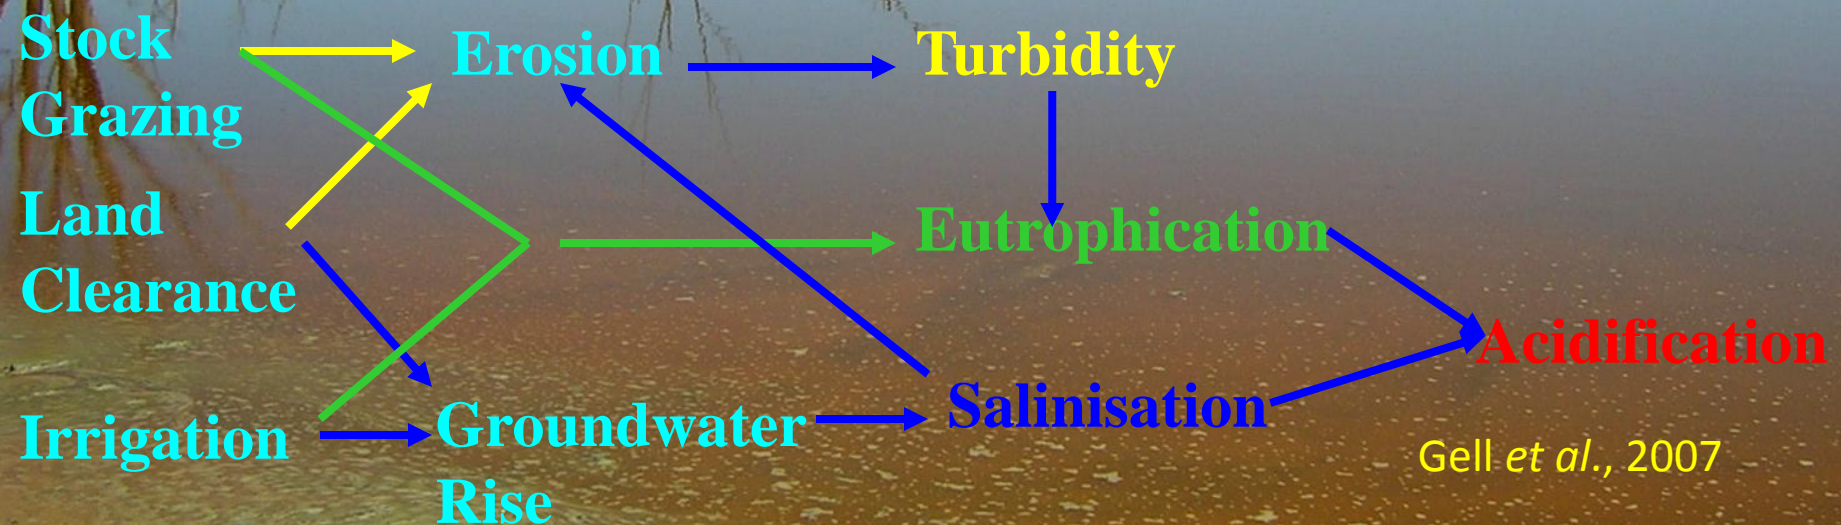 Stock
Grazing
Erosion
Turbidity
Land
Clearance
Eutrophication
Acidification
Irrigation
Groundwater
Rise
Salinisation
Gell et al., 2007